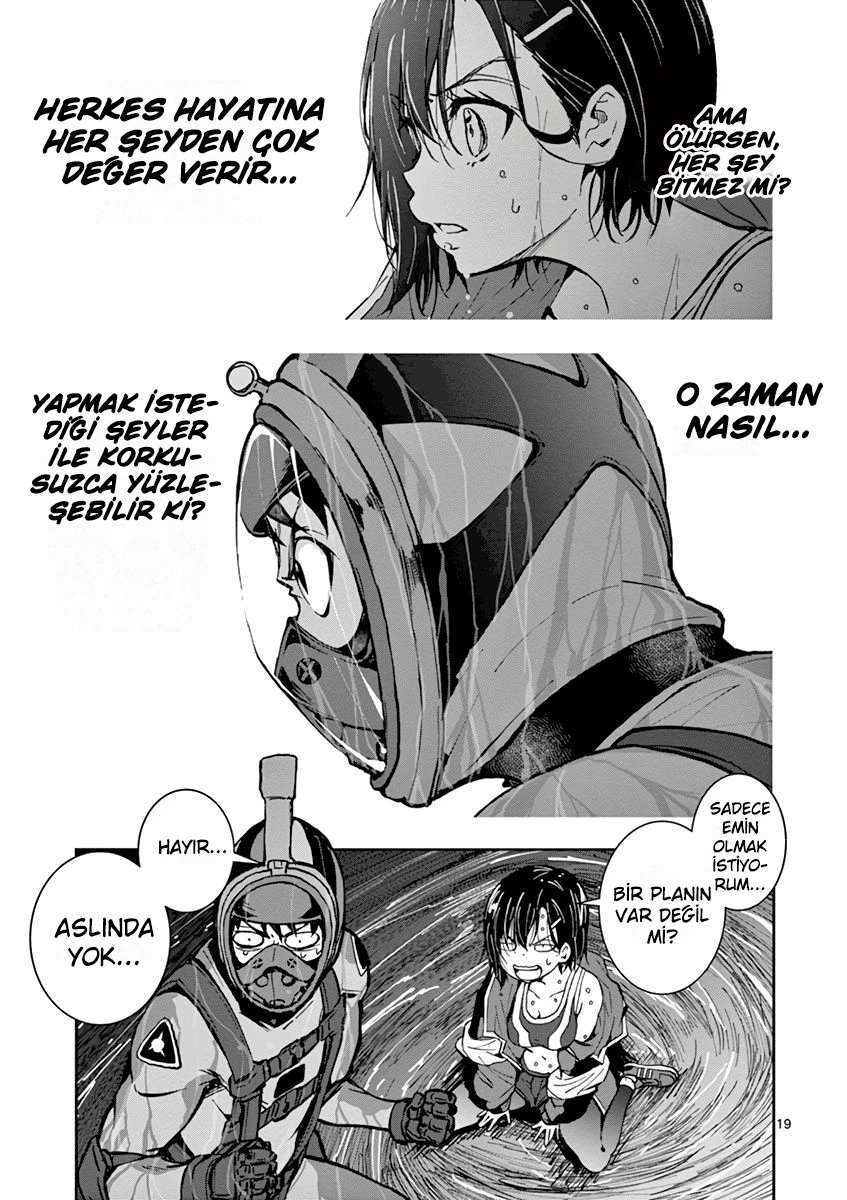 AMA
ÖLÜRSEN,
HER ŞEY
BİTMEZ Mİ?
HERKES HAYATINA
HER ŞEYDEN ÇOK
DEĞER VERİR...
O ZAMAN
NASIL...
YAPMAK İSTE-
DİĞİ ŞEYLER
İLE KORKU-
SUZCA YÜZLE-
ŞEBİLİR Kİ?
SADECE
EMİN
OLMAK
İSTİYO-
RUM...
BİR PLANIN
VAR DEĞİL
Mİ?
HAYIR...
ASLINDA
YOK...
19